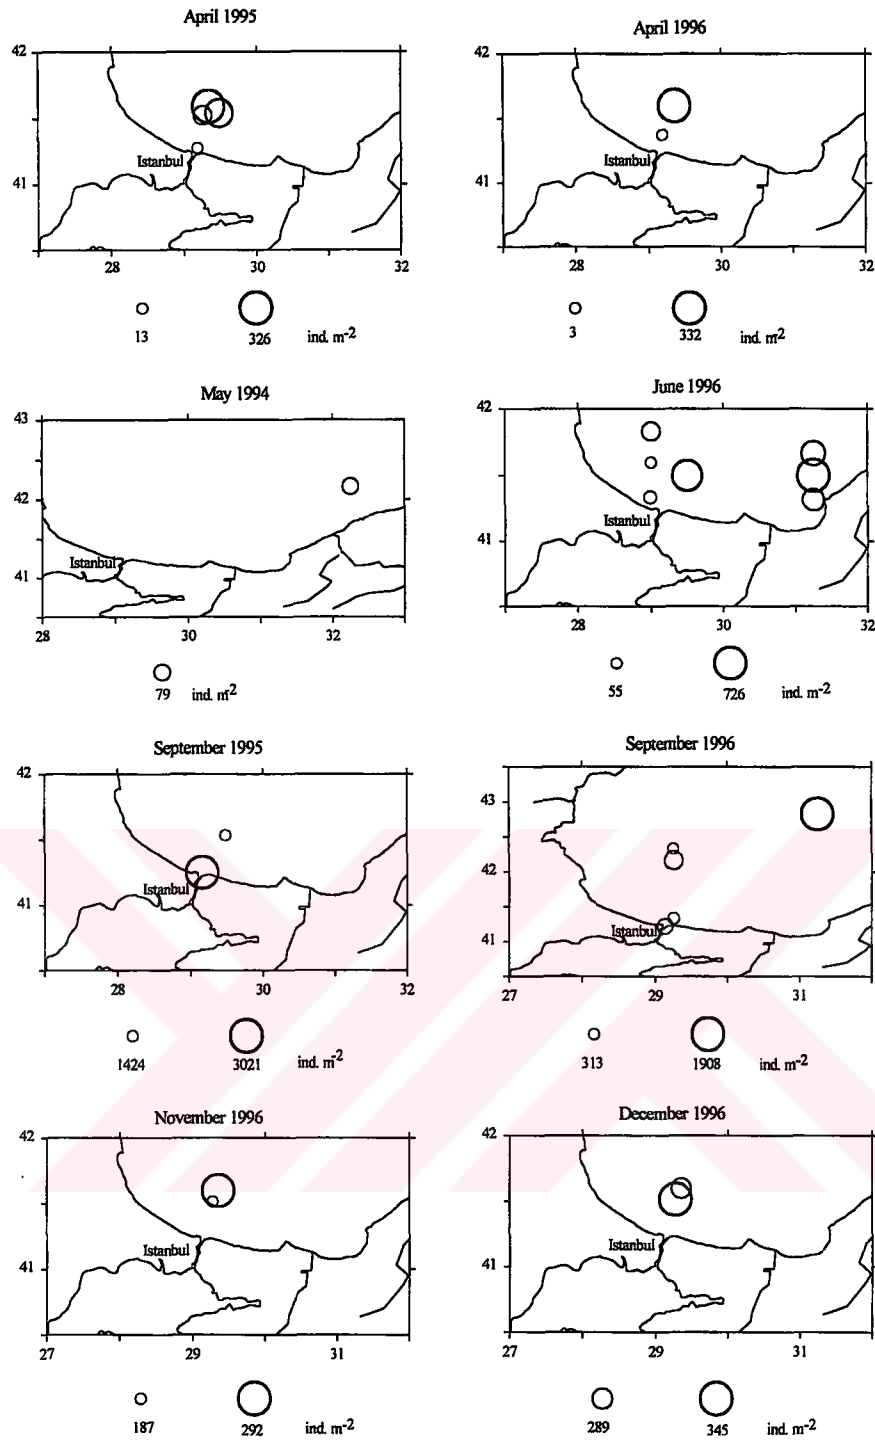 April 1995
April 1996
42
42
Istanbul
Istanbul
41
41
28
30
32
28
30
32
13
326
ind. m-2
3
332
ind. m2
May 1994
June 1996
43
42
42
Istanbul
Istanbul
41
41
28
30
32
28
30
32
79
ind. m-2
55
726
ind. m-2
September 1995
September 1996
42
43
42
Istanbul
Istanbul
41
41
28
30
32
27
29
31
1424
3021
ind. m-2
313
1908
ind. m-2
November 1996
December 1996
42
42
Istanbul
Istanbul
41
41
27
29
31
27
29
31
187
292
ind. m-2
289
345
ind. m-2